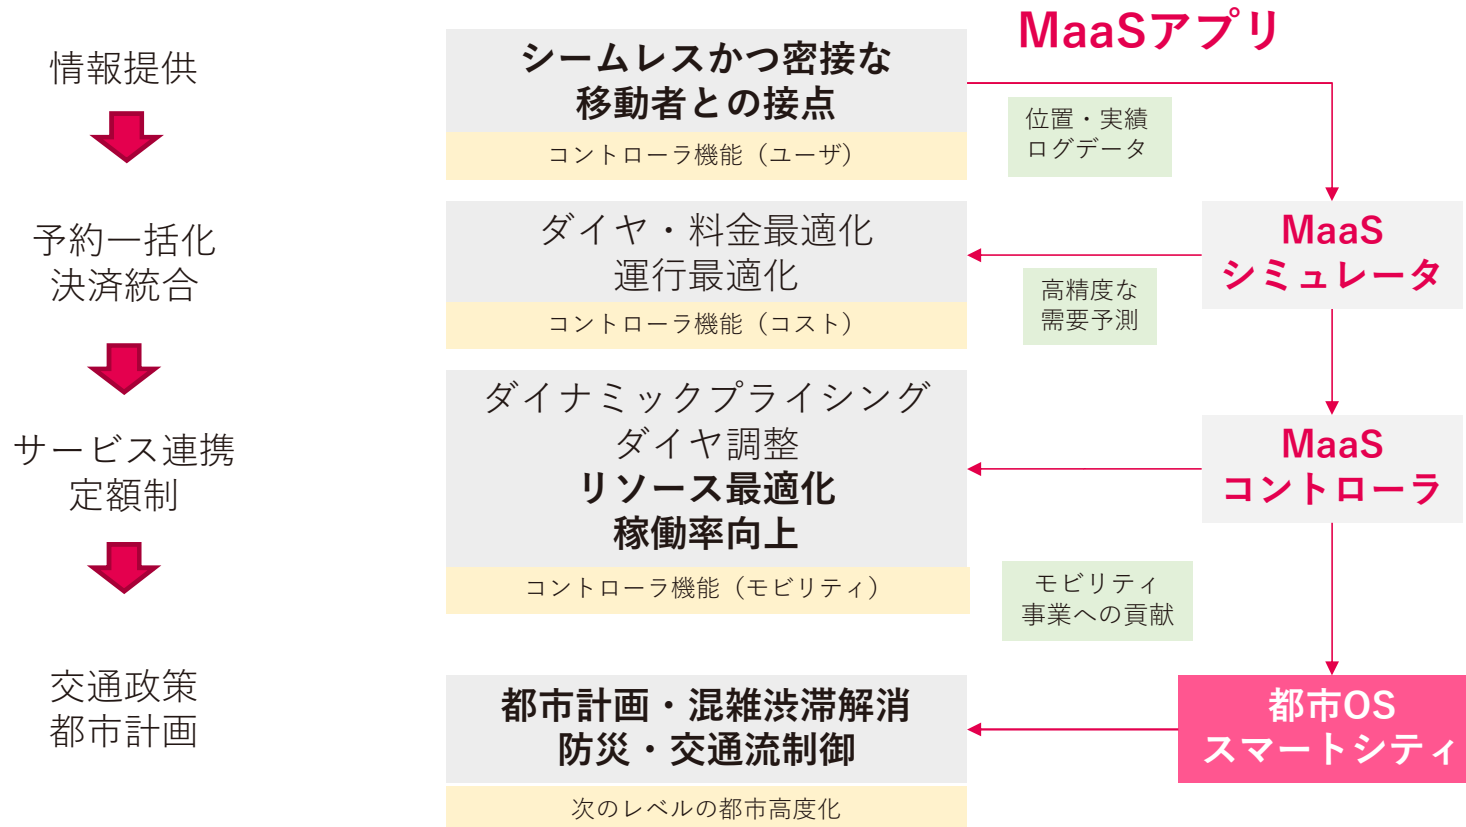 MaaSアプリ
情報提供
シームレスかつ密接な
移動者との接点
コントローラ機能（ユーザ）
位置・実績
ログデータ
予約一括化
決済統合
ダイヤ・料金最適化
運行最適化
コントローラ機能（コスト）
高精度な
需要予測
MaaS
シミュレータ
サービス連携
定額制
ダイナミックプライシング
ダイヤ調整
リソース最適化
稼働率向上
コントローラ機能（モビリティ）
MaaS
コントローラ
モビリティ
事業への貢献
交通政策
都市計画
都市計画・混雑渋滞解消
防災・交通流制御
次のレベルの都市高度化
都市OS
スマートシティ